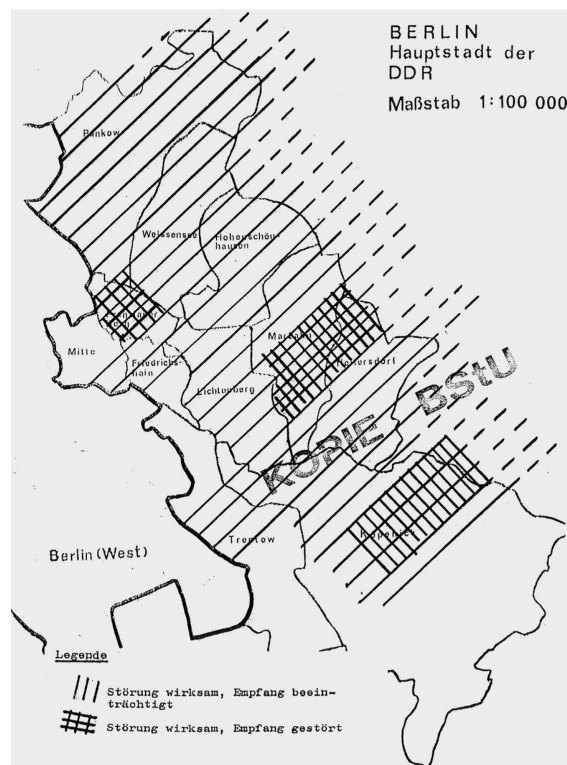 BERLIN
Hauptstadt der
DDR
Maßstab 1:100 000
Pankow
Weissensee
Hohenschön-
hausen
Mitte
Friedrichs-
hain
Lichtenberg
Marzahn
Hellersdorf
KOPIE BStU
Treptow
Köpenick
Berlin (West)
Legende
Störung wirksam, Empfang beein-
trächtigt
Störung wirksam, Empfang gestört